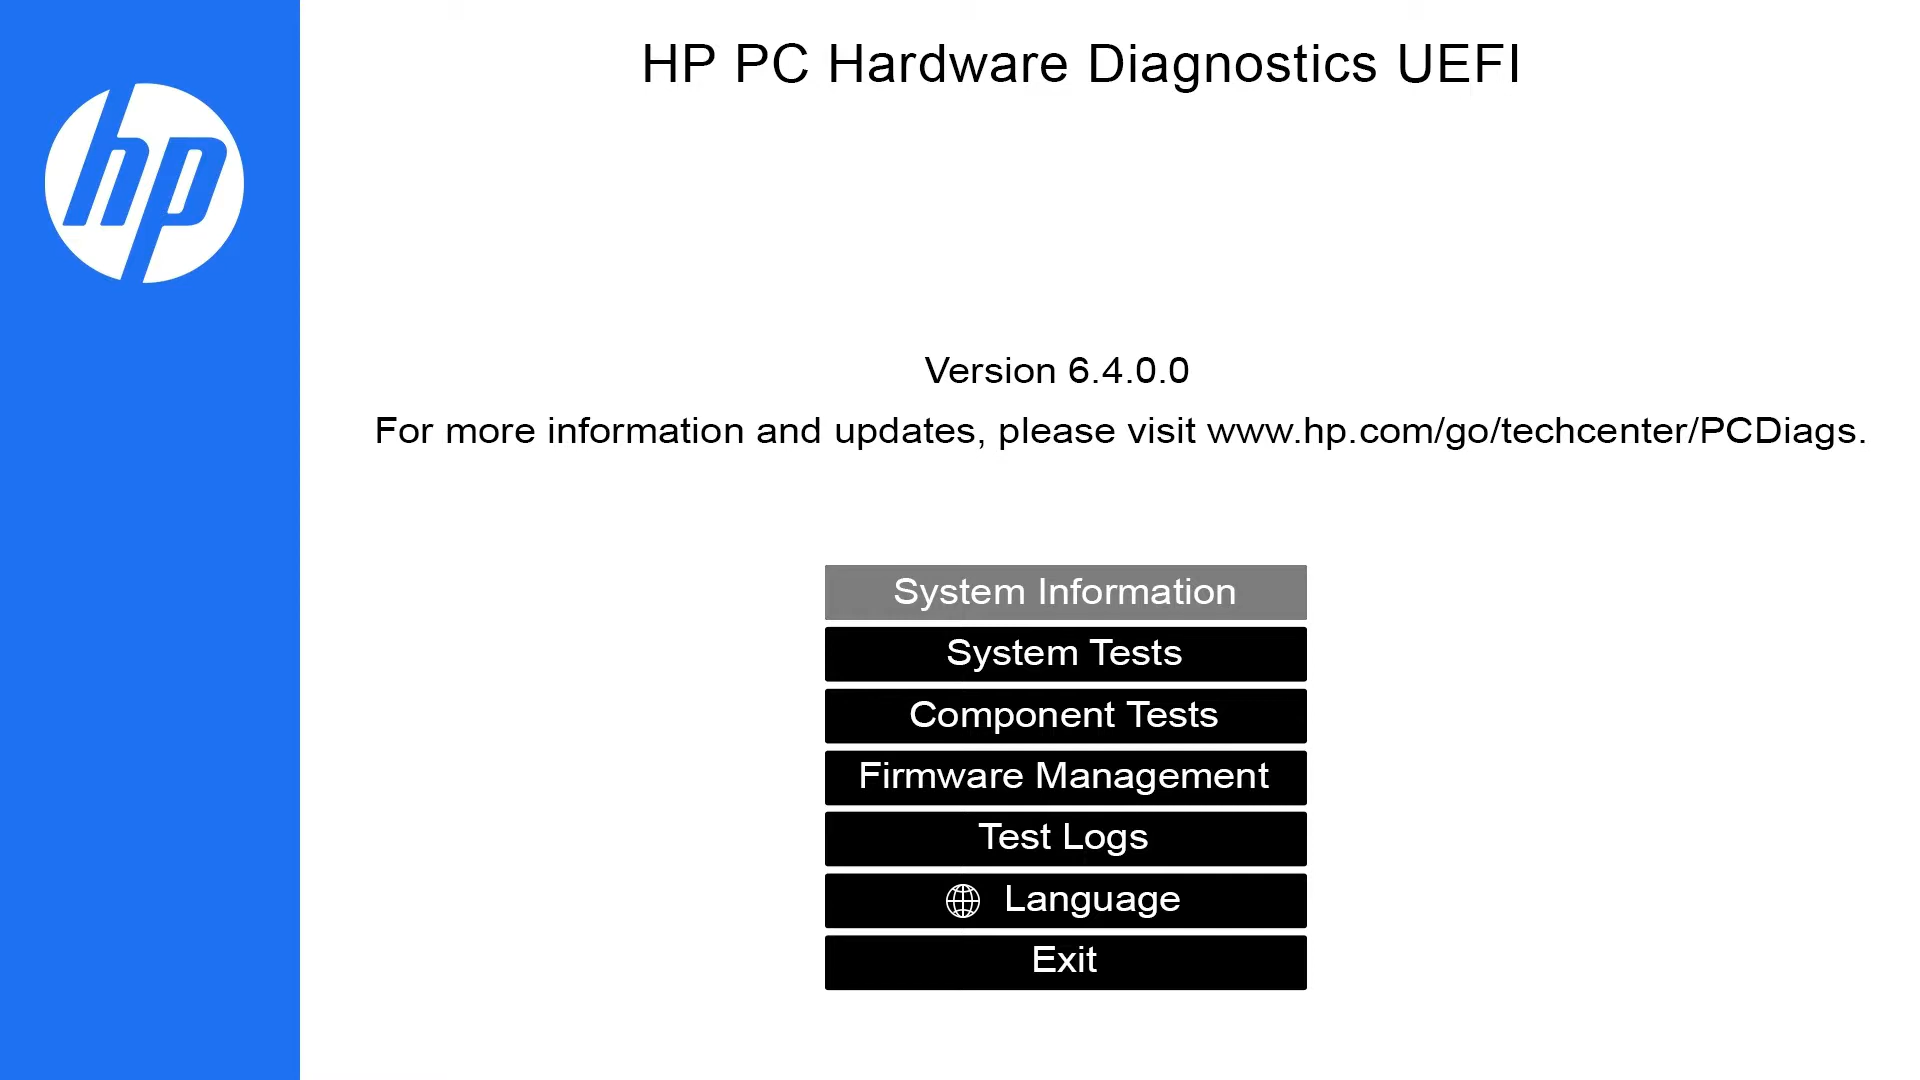 hp
HP PC Hardware Diagnostics UEFI
Version 6.4.0.0
For more information and updates, please visit www.hp.com/go/techcenter/PCDiags.
System Information
System Tests
Component Tests
Firmware Management
Test Logs
Language
Exit